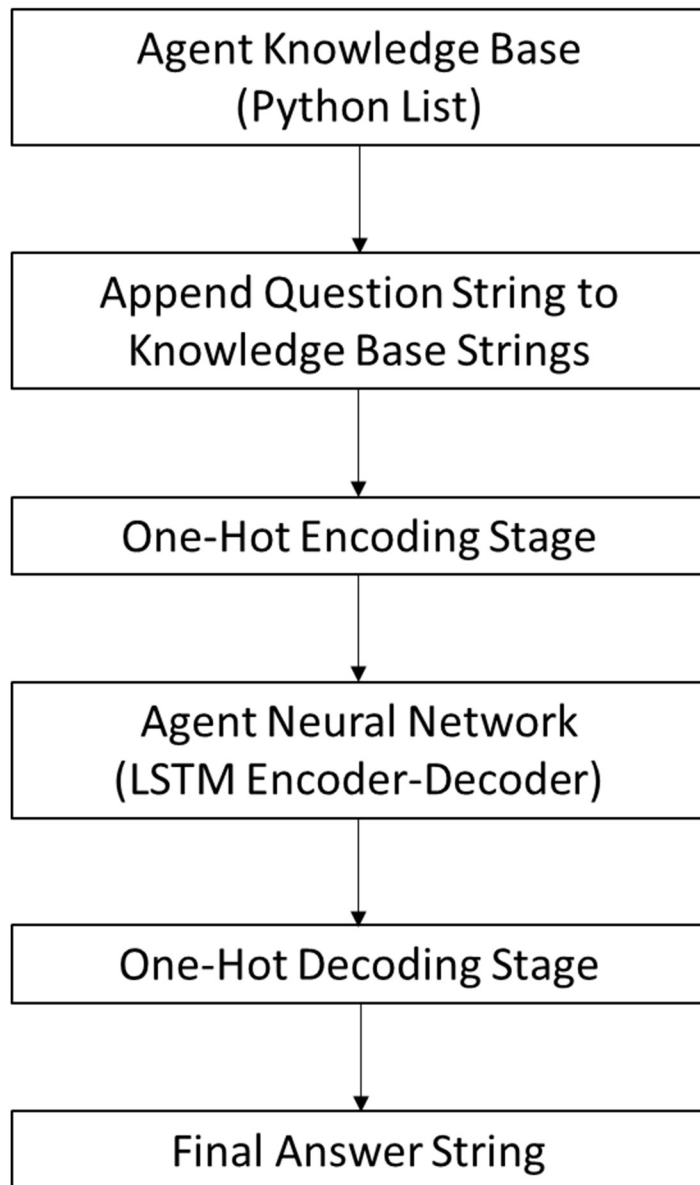 Agent Knowledge Base
(Python List)
Append Question String to
Knowledge Base Strings
One-Hot Encoding Stage
Agent Neural Network
(LSTM Encoder-Decoder)
One-Hot Decoding Stage
Final Answer String